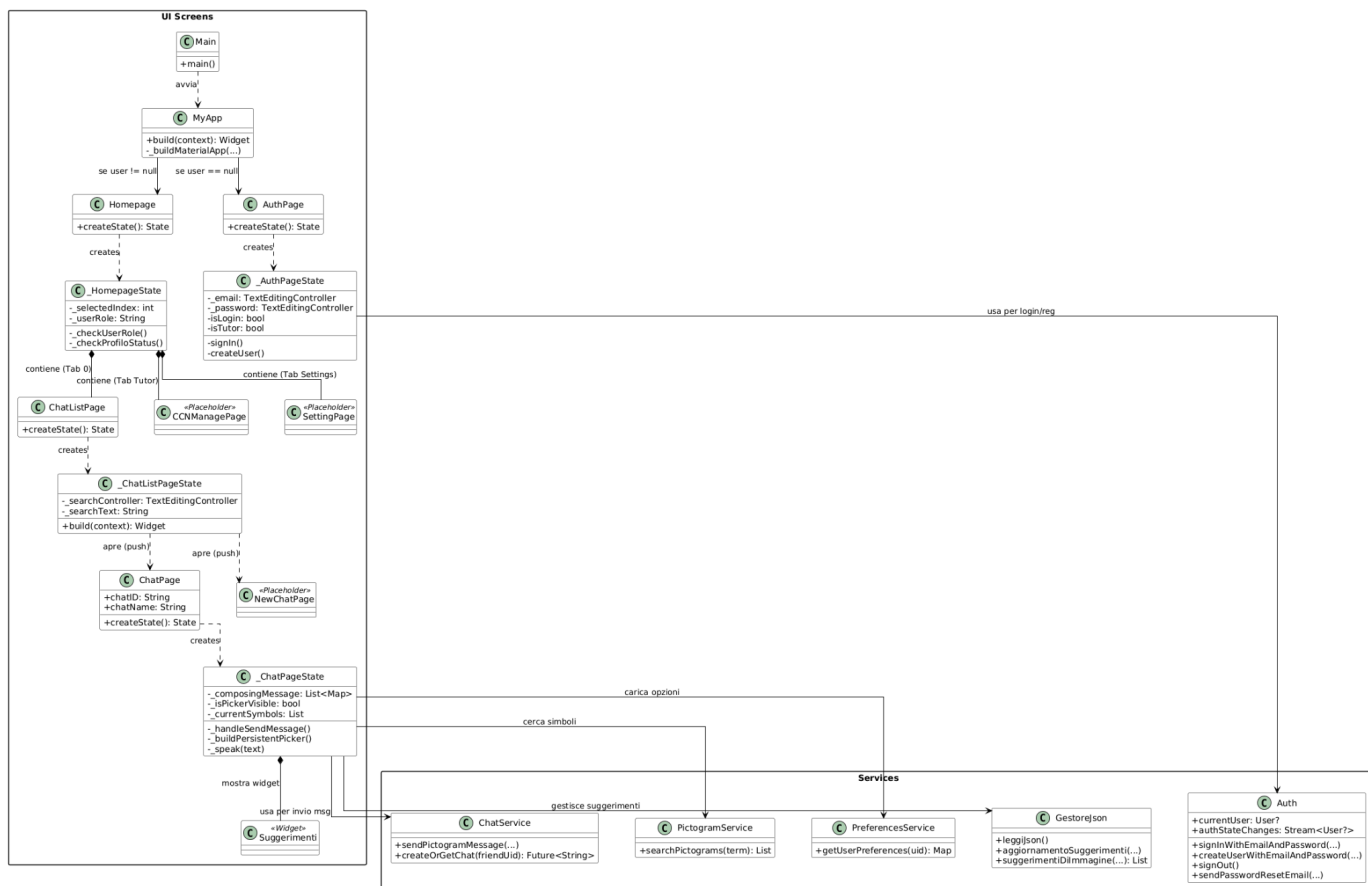 UI Screens
C Main
+main()
avvia
C MyApp
+build(context): Widget
-_buildMaterialApp(...)
se user != null
se user == null
C Homepage
+createState(): State
C AuthPage
+createState(): State
creates
creates
C _HomepageState
-_selectedIndex: int
-_userRole: String
-_checkUserRole()
-_checkProfiloStatus()
C _AuthPageState
-_email: TextEditingController
-_password: TextEditingController
-isLogin: bool
-isTutor: bool
-signIn()
-createUser()
usa per login/reg
contiene (Tab 0)
contiene (Tab Tutor)
contiene (Tab Settings)
C ChatListPage
+createState(): State
C «Placeholder»
CCNManagePage
C «Placeholder»
SettingPage
creates
C _ChatListPageState
-_searchController: TextEditingController
-_searchText: String
+build(context): Widget
apre (push)
apre (push)
C ChatPage
+chatID: String
+chatName: String
+createState(): State
C «Placeholder»
NewChatPage
creates
C _ChatPageState
-_composingMessage: List<Map>
-_isPickerVisible: bool
-_currentSymbols: List
-_handleSendMessage()
-_buildPersistentPicker()
-_speak(text)
carica opzioni
cerca simboli
mostra widget
usa per invio msg
gestisce suggerimenti
C «Widget»
Suggerimenti
Services
C ChatService
+sendPictogramMessage(...)
+createOrGetChat(friendUid): Future<String>
C PictogramService
+searchPictograms(term): List
C PreferencesService
+getUserPreferences(uid): Map
C GestoreJson
+leggiJson()
+aggiornamentoSuggerimenti(...)
+suggerimentiDiImmagine(...): List
C Auth
+currentUser: User?
+authStateChanges: Stream<User?>
+signInWithEmailAndPassword(...)
+createUserWithEmailAndPassword(...)
+signOut()
+sendPasswordResetEmail(...)